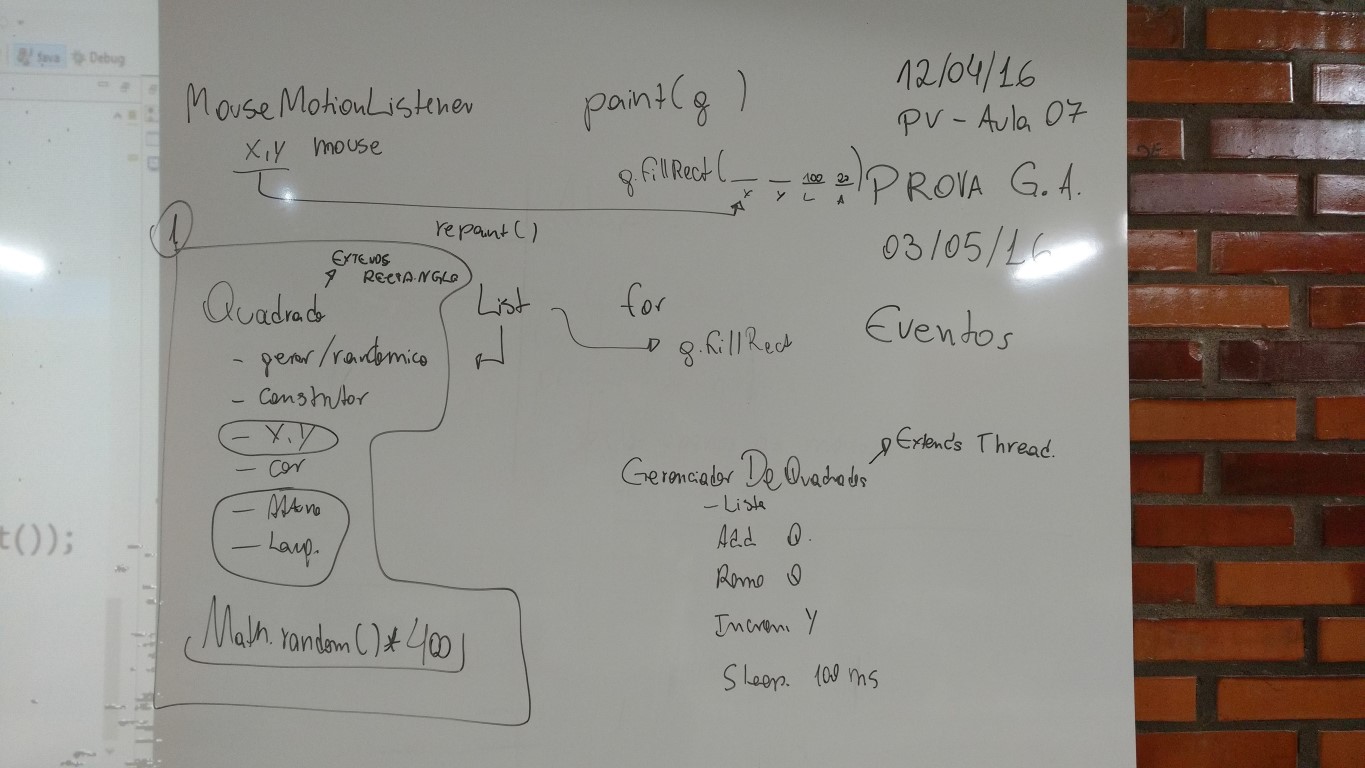 Java Debug
t());
MouseMotionListener
X,Y mouse
paint(g)
g.fillRect(__ __ 100 20)
X Y L A
repaint()
12/04/16
PV - Aula 07
PROVA G.A.
03/05/16
Eventos
1
EXTENDS
RECTANGLE
Quadrado
- gerar/randomico
- construtor
- X,Y
- cor
- Altura
- Larg.
Math.random()*400
List
for
g.fillRect
Gerenciador De Quadrados
Extends Thread.
- Lista
Add Q.
Remo Q
Increm. Y
Sleep. 100 ms